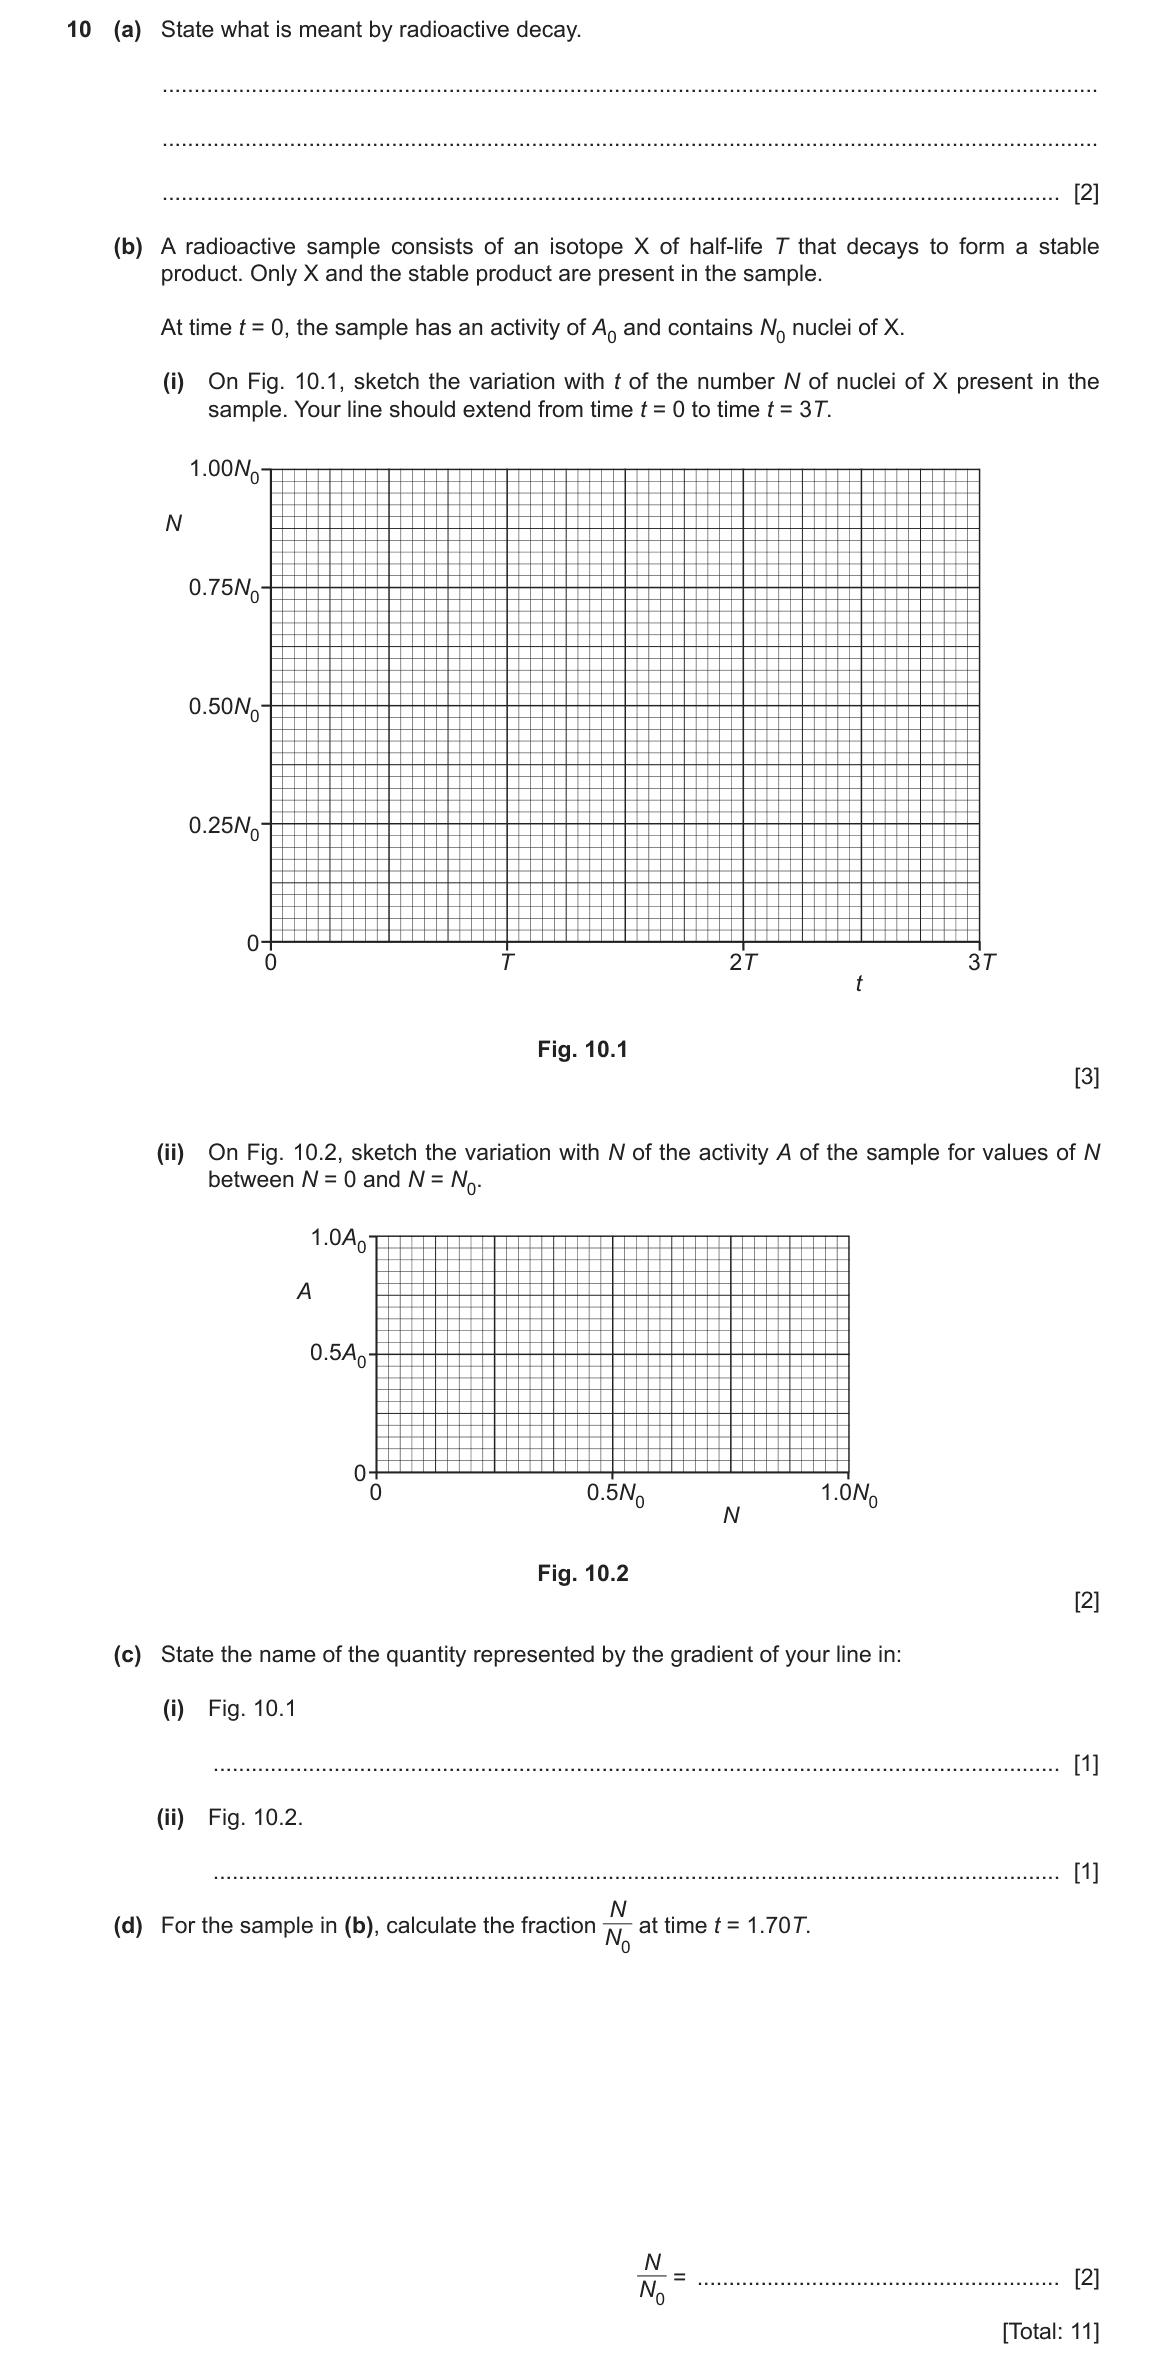 10 (a) State what is meant by radioactive decay.
..........................................................................................................................................
..........................................................................................................................................
.................................................................................................................................... [2]
(b) A radioactive sample consists of an isotope X of half-life T that decays to form a stable
product. Only X and the stable product are present in the sample.
At time t = 0, the sample has an activity of A₀ and contains N₀ nuclei of X.
(i) On Fig. 10.1, sketch the variation with t of the number N of nuclei of X present in the
sample. Your line should extend from time t = 0 to time t = 3T.
1.00N₀
N
0.75N₀
0.50N₀
0.25N₀
0
0 T 2T 3T
t
Fig. 10.1
[3]
(ii) On Fig. 10.2, sketch the variation with N of the activity A of the sample for values of N
between N = 0 and N = N₀.
1.0A₀
A
0.5A₀
0
0 0.5N₀ 1.0N₀
N
Fig. 10.2
[2]
(c) State the name of the quantity represented by the gradient of your line in:
(i) Fig. 10.1
............................................................................................................................ [1]
(ii) Fig. 10.2.
............................................................................................................................ [1]
(d) For the sample in (b), calculate the fraction N/N₀ at time t = 1.70T.
N/N₀ = ........................................................ [2]
[Total: 11]